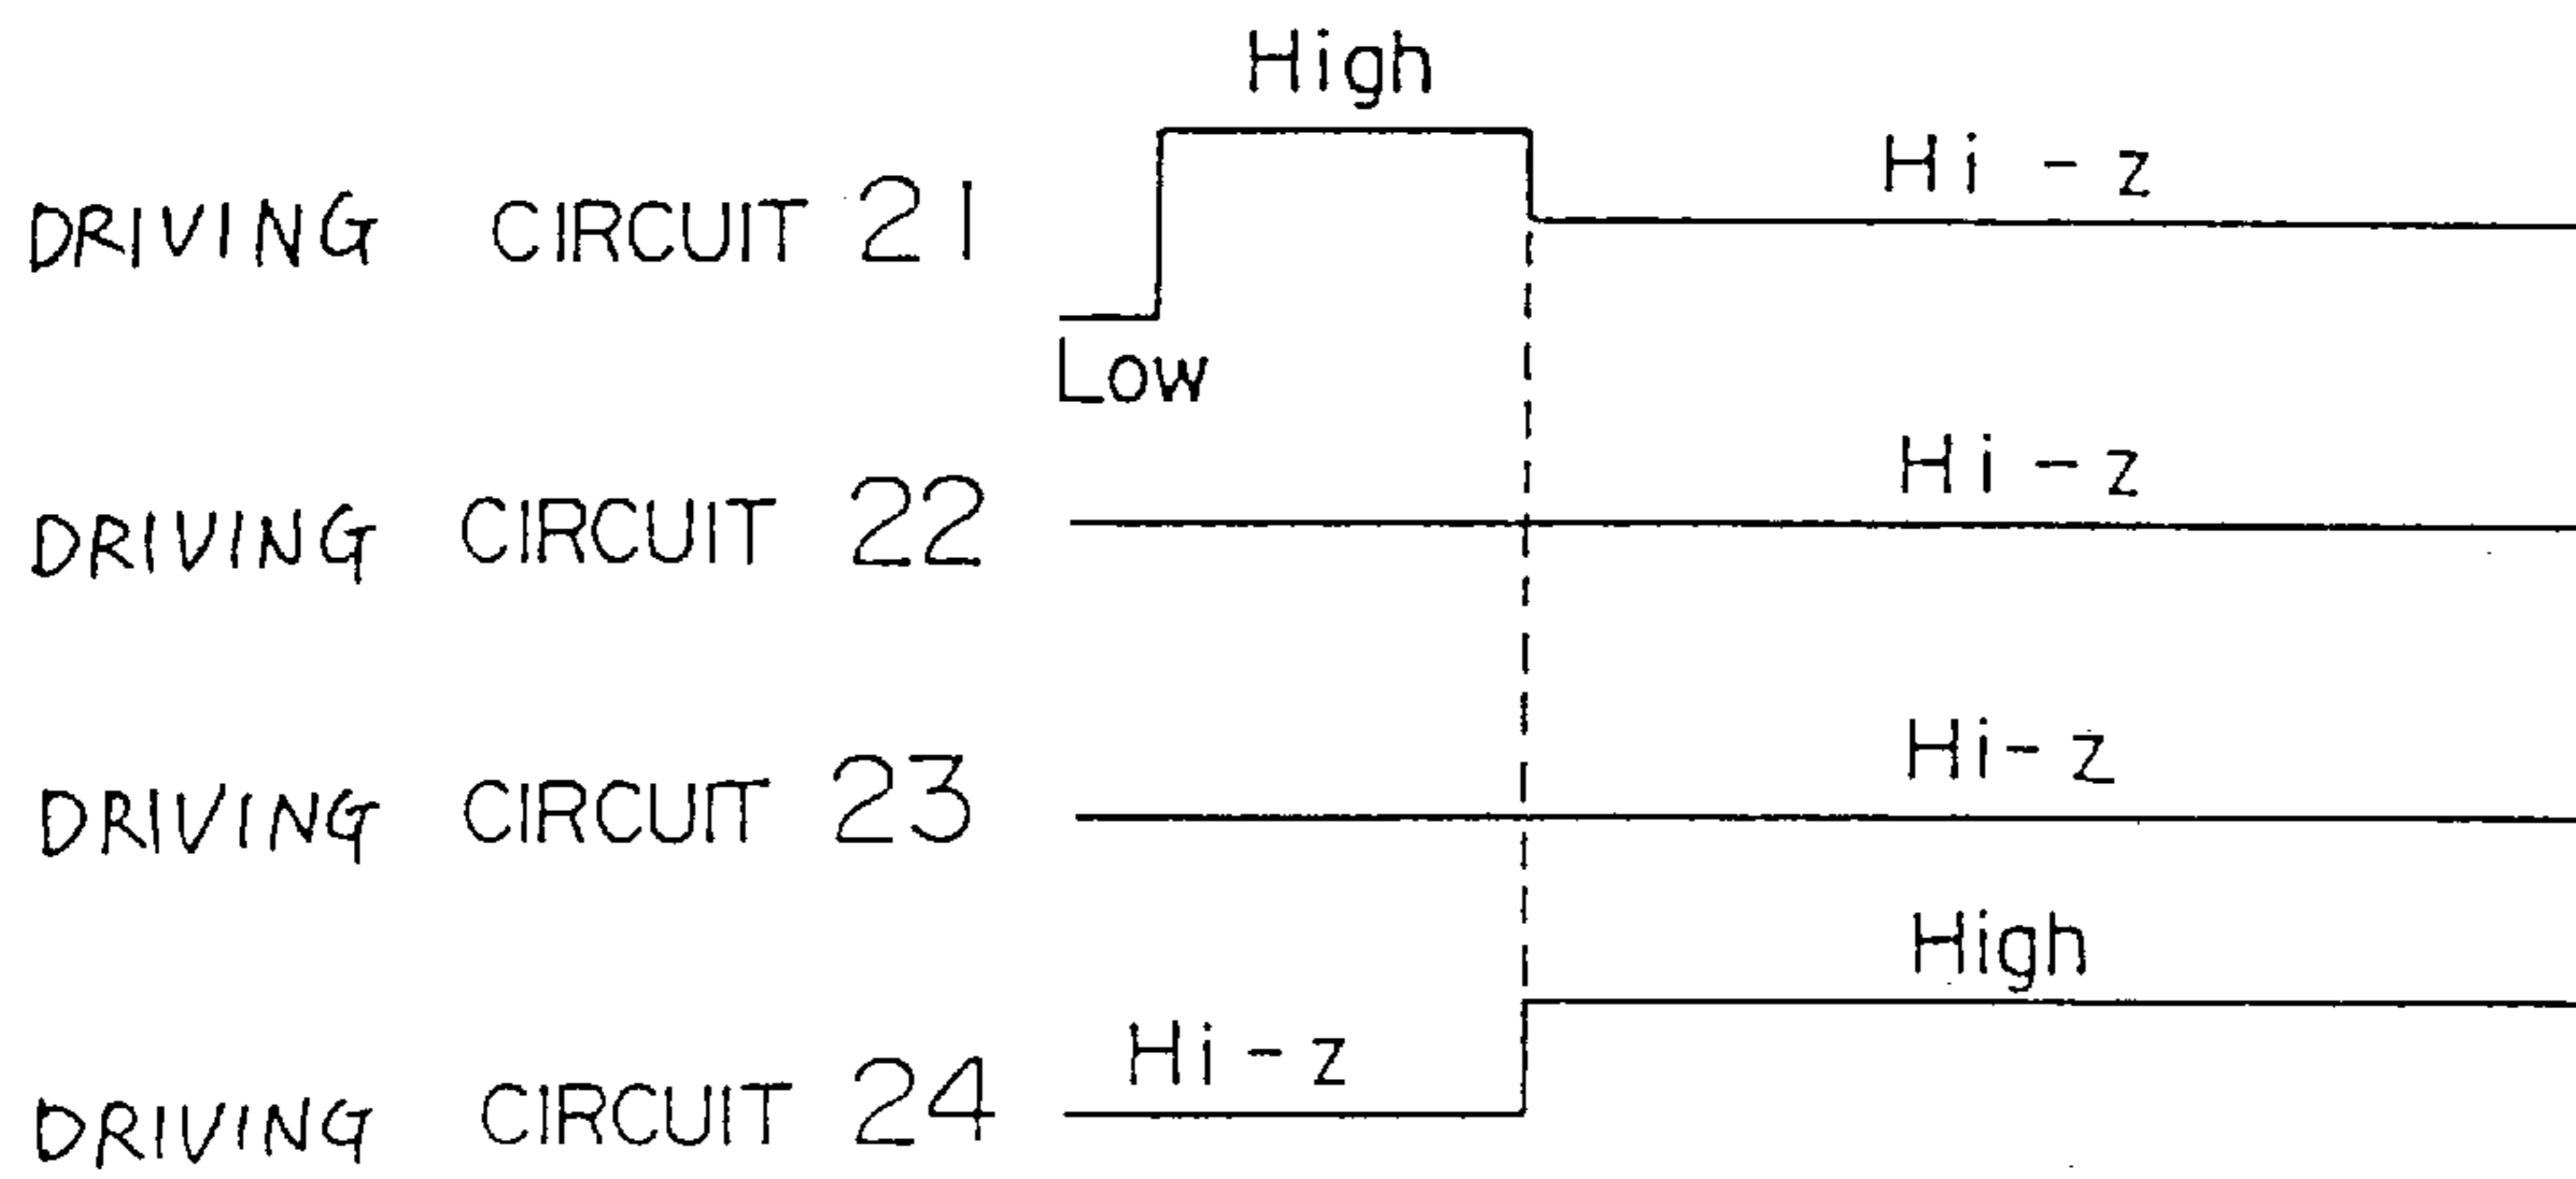 High
DRIVING CIRCUIT 21
Hi-z
Low
DRIVING CIRCUIT 22
Hi-z
DRIVING CIRCUIT 23
Hi-z
High
DRIVING CIRCUIT 24
Hi-z